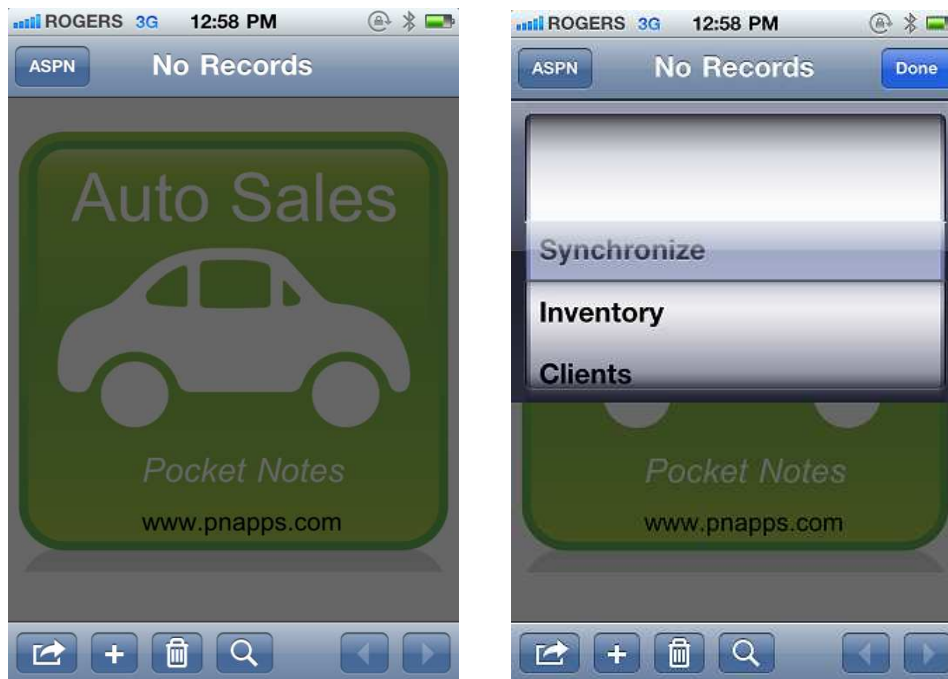 ROGERS 3G 12:58 PM
ASPN No Records
Auto Sales
Pocket Notes
www.pnapps.com
ROGERS 3G 12:58 PM
ASPN No Records Done
Synchronize
Inventory
Clients
Pocket Notes
www.pnapps.com